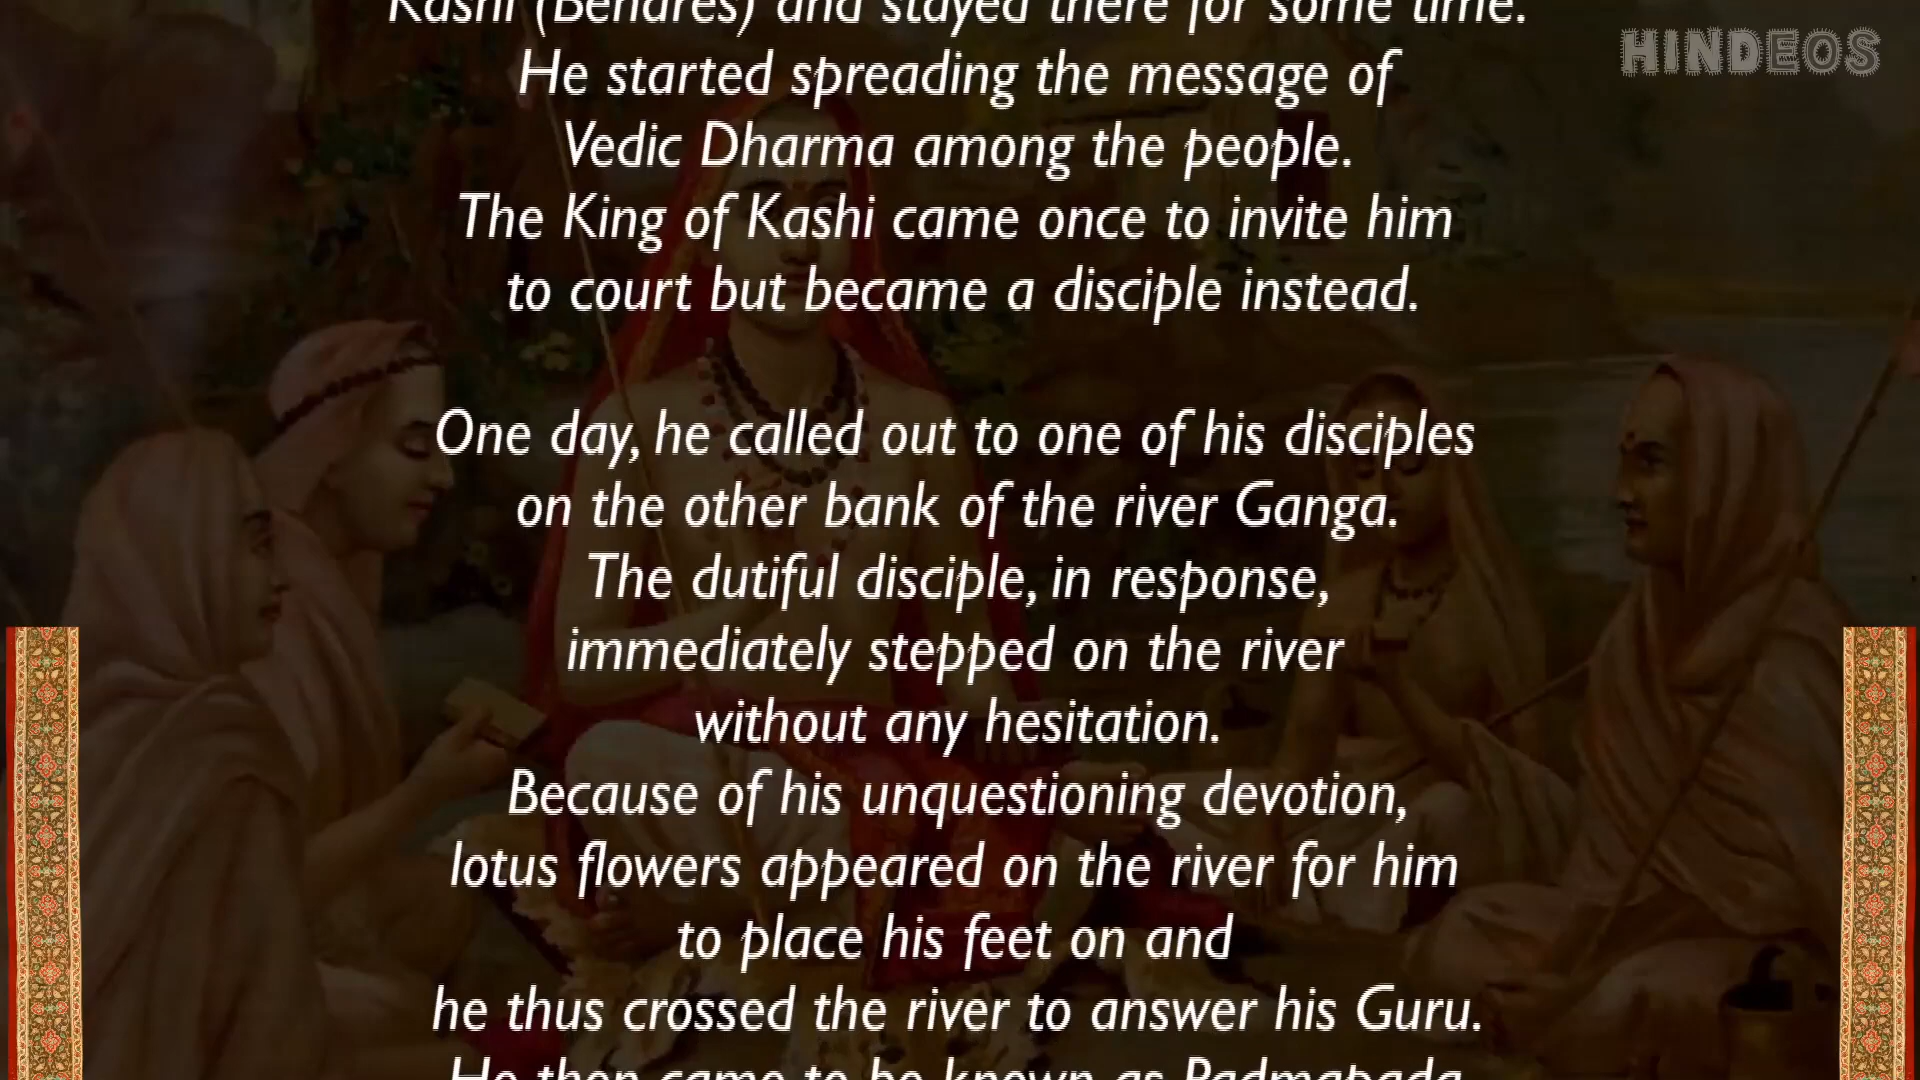 Kashi (Benares) and stayed there for some time.
HINDEOS
He started spreading the message of
Vedic Dharma among the people.
The King of Kashi came once to invite him
to court but became a disciple instead.
One day, he called out to one of his disciples
on the other bank of the river Ganga.
The dutiful disciple, in response,
immediately stepped on the river
without any hesitation.
Because of his unquestioning devotion,
lotus flowers appeared on the river for him
to place his feet on and
he thus crossed the river to answer his Guru.
He then came to be known as Padmapada